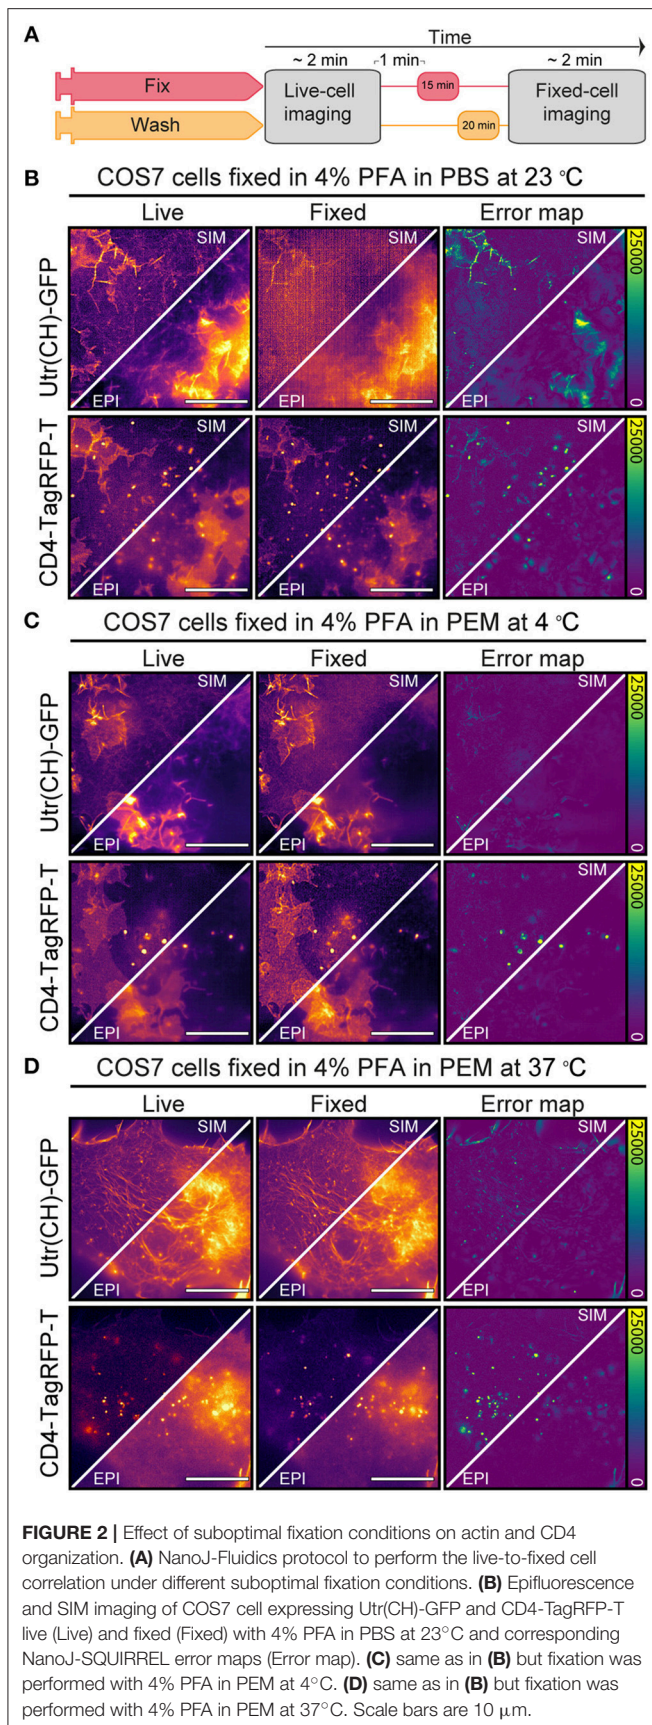 A
Time
~ 2 min
1 min
~ 2 min
Fix
Live-cell
imaging
15 min
Fixed-cell
imaging
Wash
20 min
B
COS7 cells fixed in 4% PFA in PBS at 23 °C
Live
Fixed
Error map
Utr(CH)-GFP
SIM
EPI
SIM
EPI
SIM
25000
0
CD4-TagRFP-T
SIM
EPI
SIM
EPI
SIM
25000
0
C
COS7 cells fixed in 4% PFA in PEM at 4 °C
Live
Fixed
Error map
Utr(CH)-GFP
SIM
EPI
SIM
EPI
SIM
EPI
25000
0
CD4-TagRFP-T
SIM
EPI
SIM
EPI
SIM
EPI
25000
0
D
COS7 cells fixed in 4% PFA in PEM at 37 °C
Live
Fixed
Error map
Utr(CH)-GFP
SIM
EPI
SIM
EPI
SIM
EPI
25000
0
CD4-TagRFP-T
SIM
EPI
SIM
EPI
SIM
EPI
25000
0
FIGURE 2 | Effect of suboptimal fixation conditions on actin and CD4
organization. (A) NanoJ-Fluidics protocol to perform the live-to-fixed cell
correlation under different suboptimal fixation conditions. (B) Epifluorescence
and SIM imaging of COS7 cell expressing Utr(CH)-GFP and CD4-TagRFP-T
live (Live) and fixed (Fixed) with 4% PFA in PBS at 23°C and corresponding
NanoJ-SQUIRREL error maps (Error map). (C) same as in (B) but fixation was
performed with 4% PFA in PEM at 4°C. (D) same as in (B) but fixation was
performed with 4% PFA in PEM at 37°C. Scale bars are 10 μm.